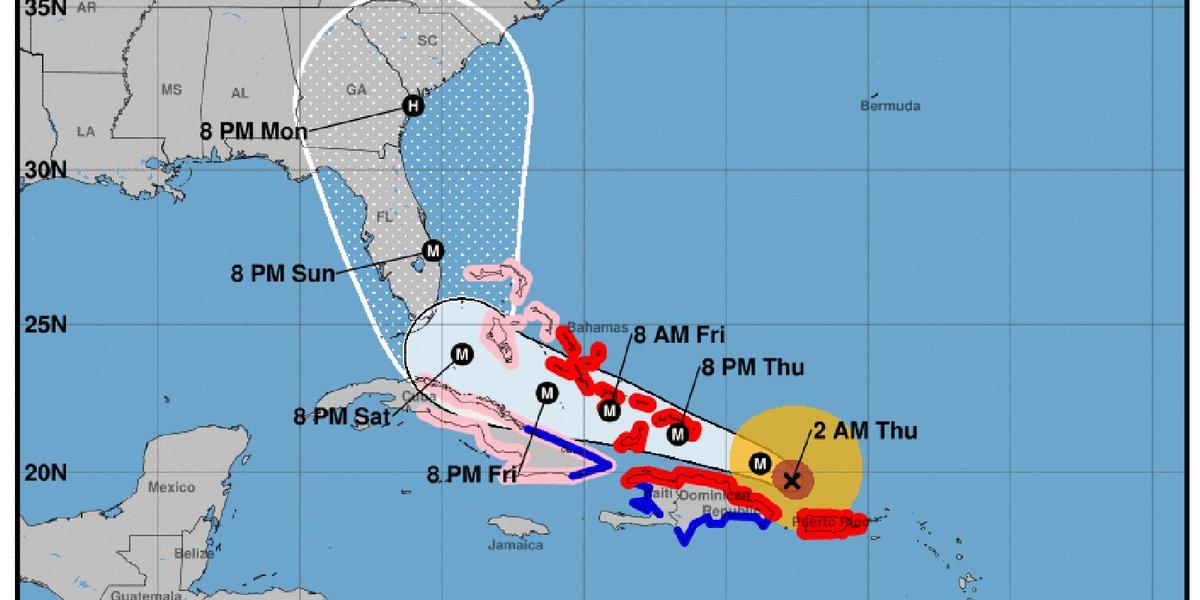 35N
AR
SC
MS
AL
GA
Bermuda
H
8 PM Mon
LA
30N
FL
M
8 PM Sun
25N
Bahamas
8 AM Fri
M
8 PM Thu
M
Cuba
M
8 PM Sat
M
2 AM Thu
M
20N
8 PM Fri
X
Mexico
Haiti
Dominican
Republic
Puerto Rico
Jamaica
Belize
Guatemala